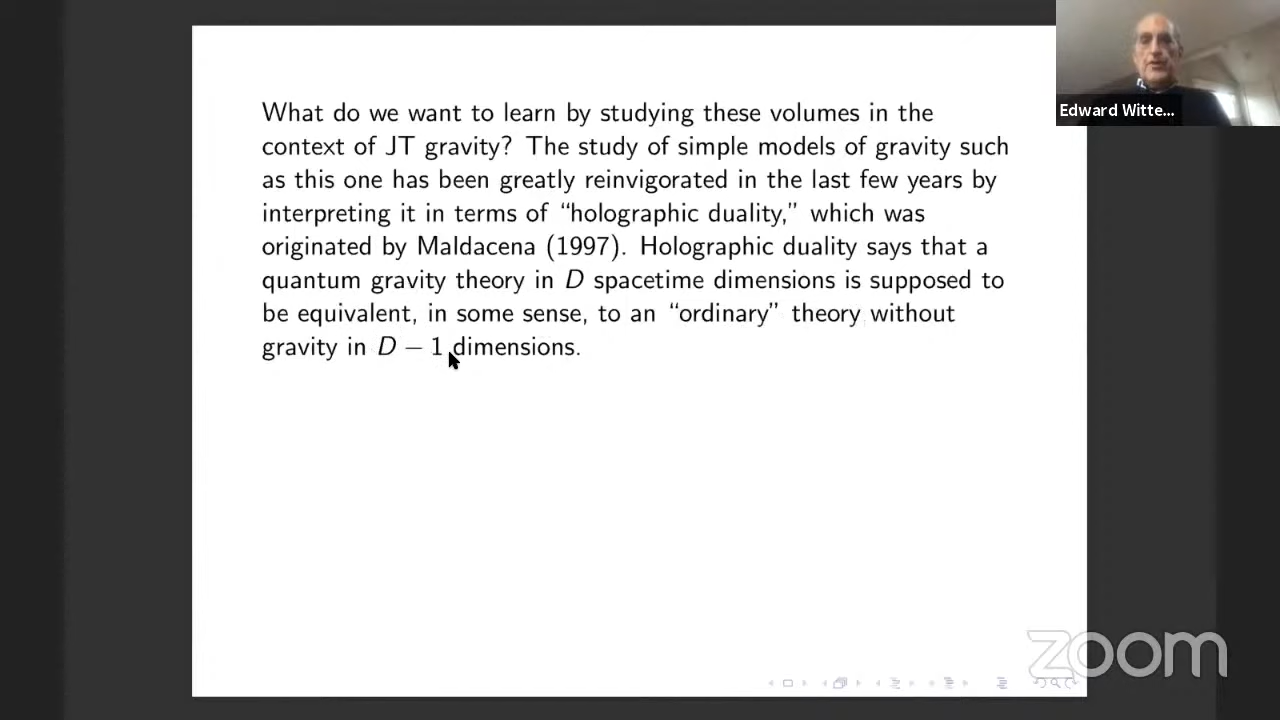 What do we want to learn by studying these volumes in the
context of JT gravity? The study of simple models of gravity such
as this one has been greatly reinvigorated in the last few years by
interpreting it in terms of “holographic duality,” which was
originated by Maldacena (1997). Holographic duality says that a
quantum gravity theory in D spacetime dimensions is supposed to
be equivalent, in some sense, to an “ordinary” theory without
gravity in D − 1 dimensions.
Edward Witte...
zoom